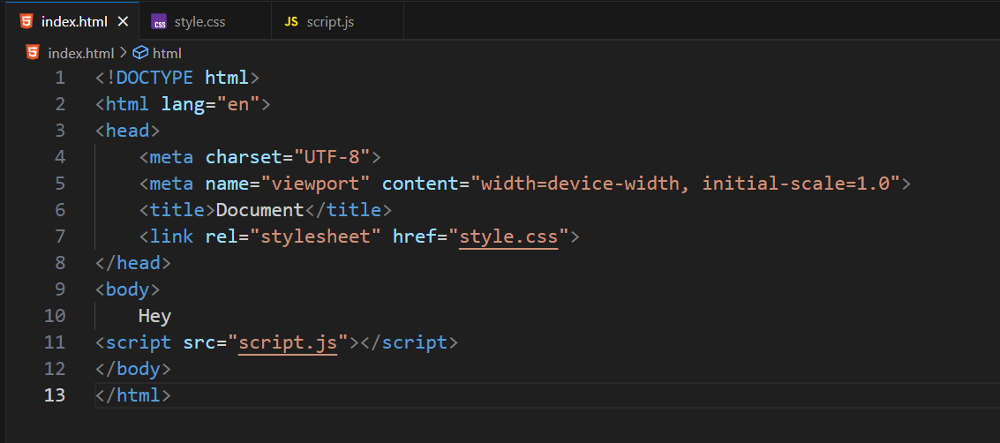 index.html × style.css JS script.js
index.html > html
1 <!DOCTYPE html>
2 <html lang="en">
3 <head>
4     <meta charset="UTF-8">
5     <meta name="viewport" content="width=device-width, initial-scale=1.0">
6     <title>Document</title>
7     <link rel="stylesheet" href="style.css">
8 </head>
9 <body>
10     Hey
11 <script src="script.js"></script>
12 </body>
13 </html>